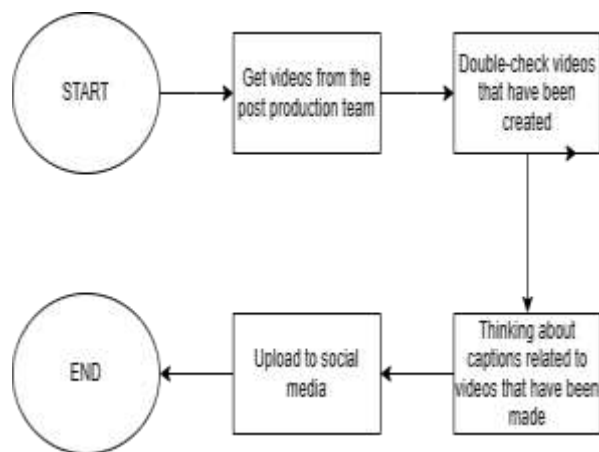 START
Get videos from the
post production team
Double-check videos
that have been
created
Thinking about
captions related to
videos that have been
made
Upload to social
media
END